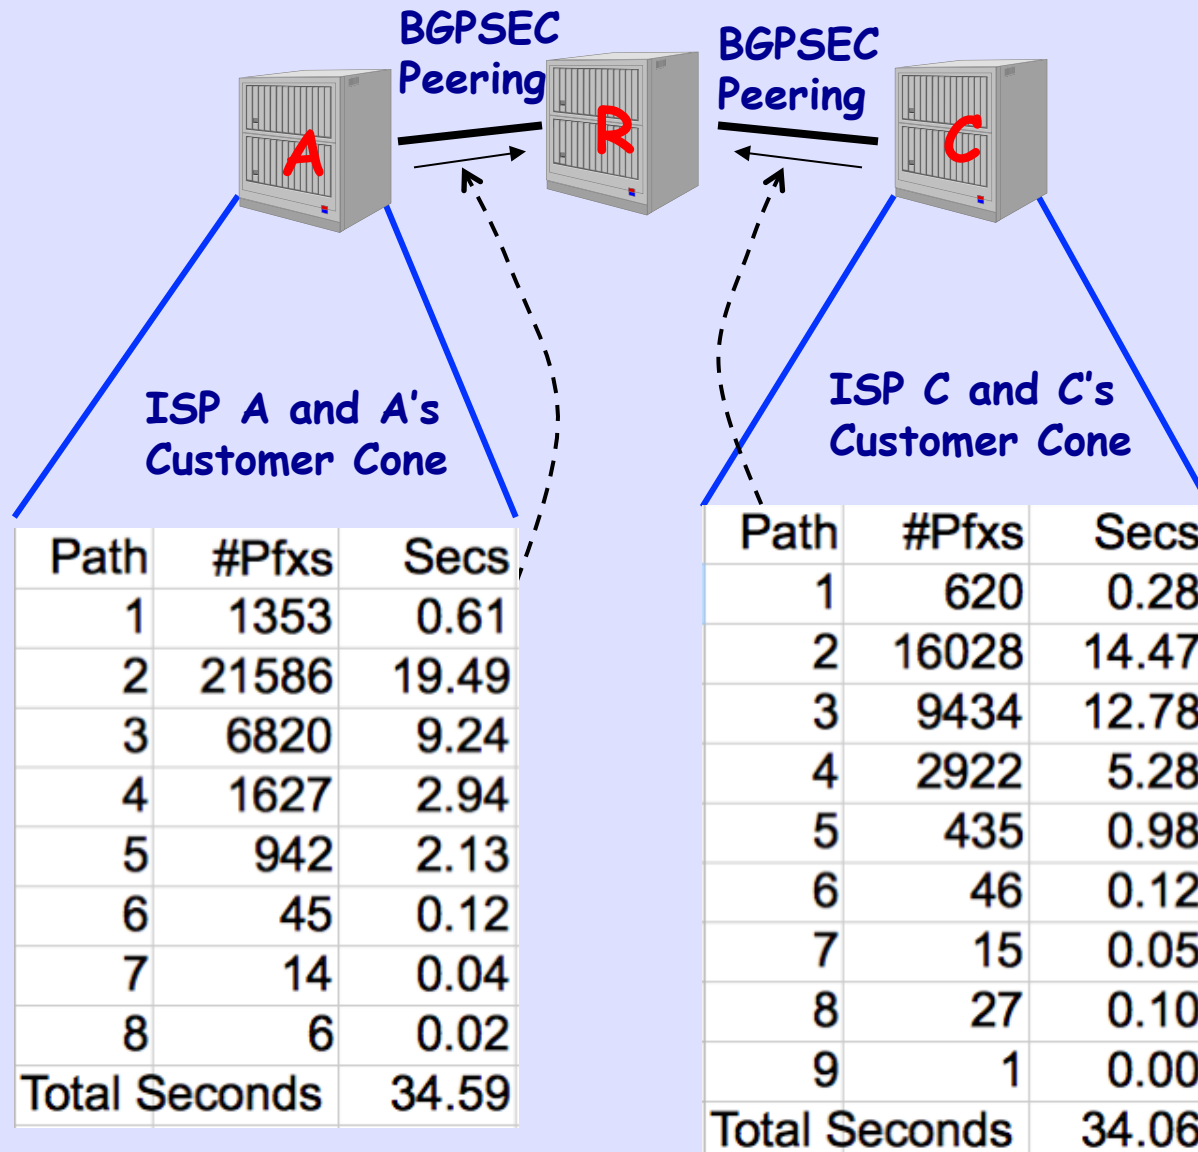 BGPSEC
Peering
BGPSEC
Peering
A
R
C
ISP A and A's
Customer Cone
ISP C and C's
Customer Cone
Path #Pfxs Secs
1 1353 0.61
2 21586 19.49
3 6820 9.24
4 1627 2.94
5 942 2.13
6 45 0.12
7 14 0.04
8 6 0.02
Total Seconds 34.59
Path #Pfxs Secs
1 620 0.28
2 16028 14.47
3 9434 12.78
4 2922 5.28
5 435 0.98
6 46 0.12
7 15 0.05
8 27 0.10
9 1 0.00
Total Seconds 34.06